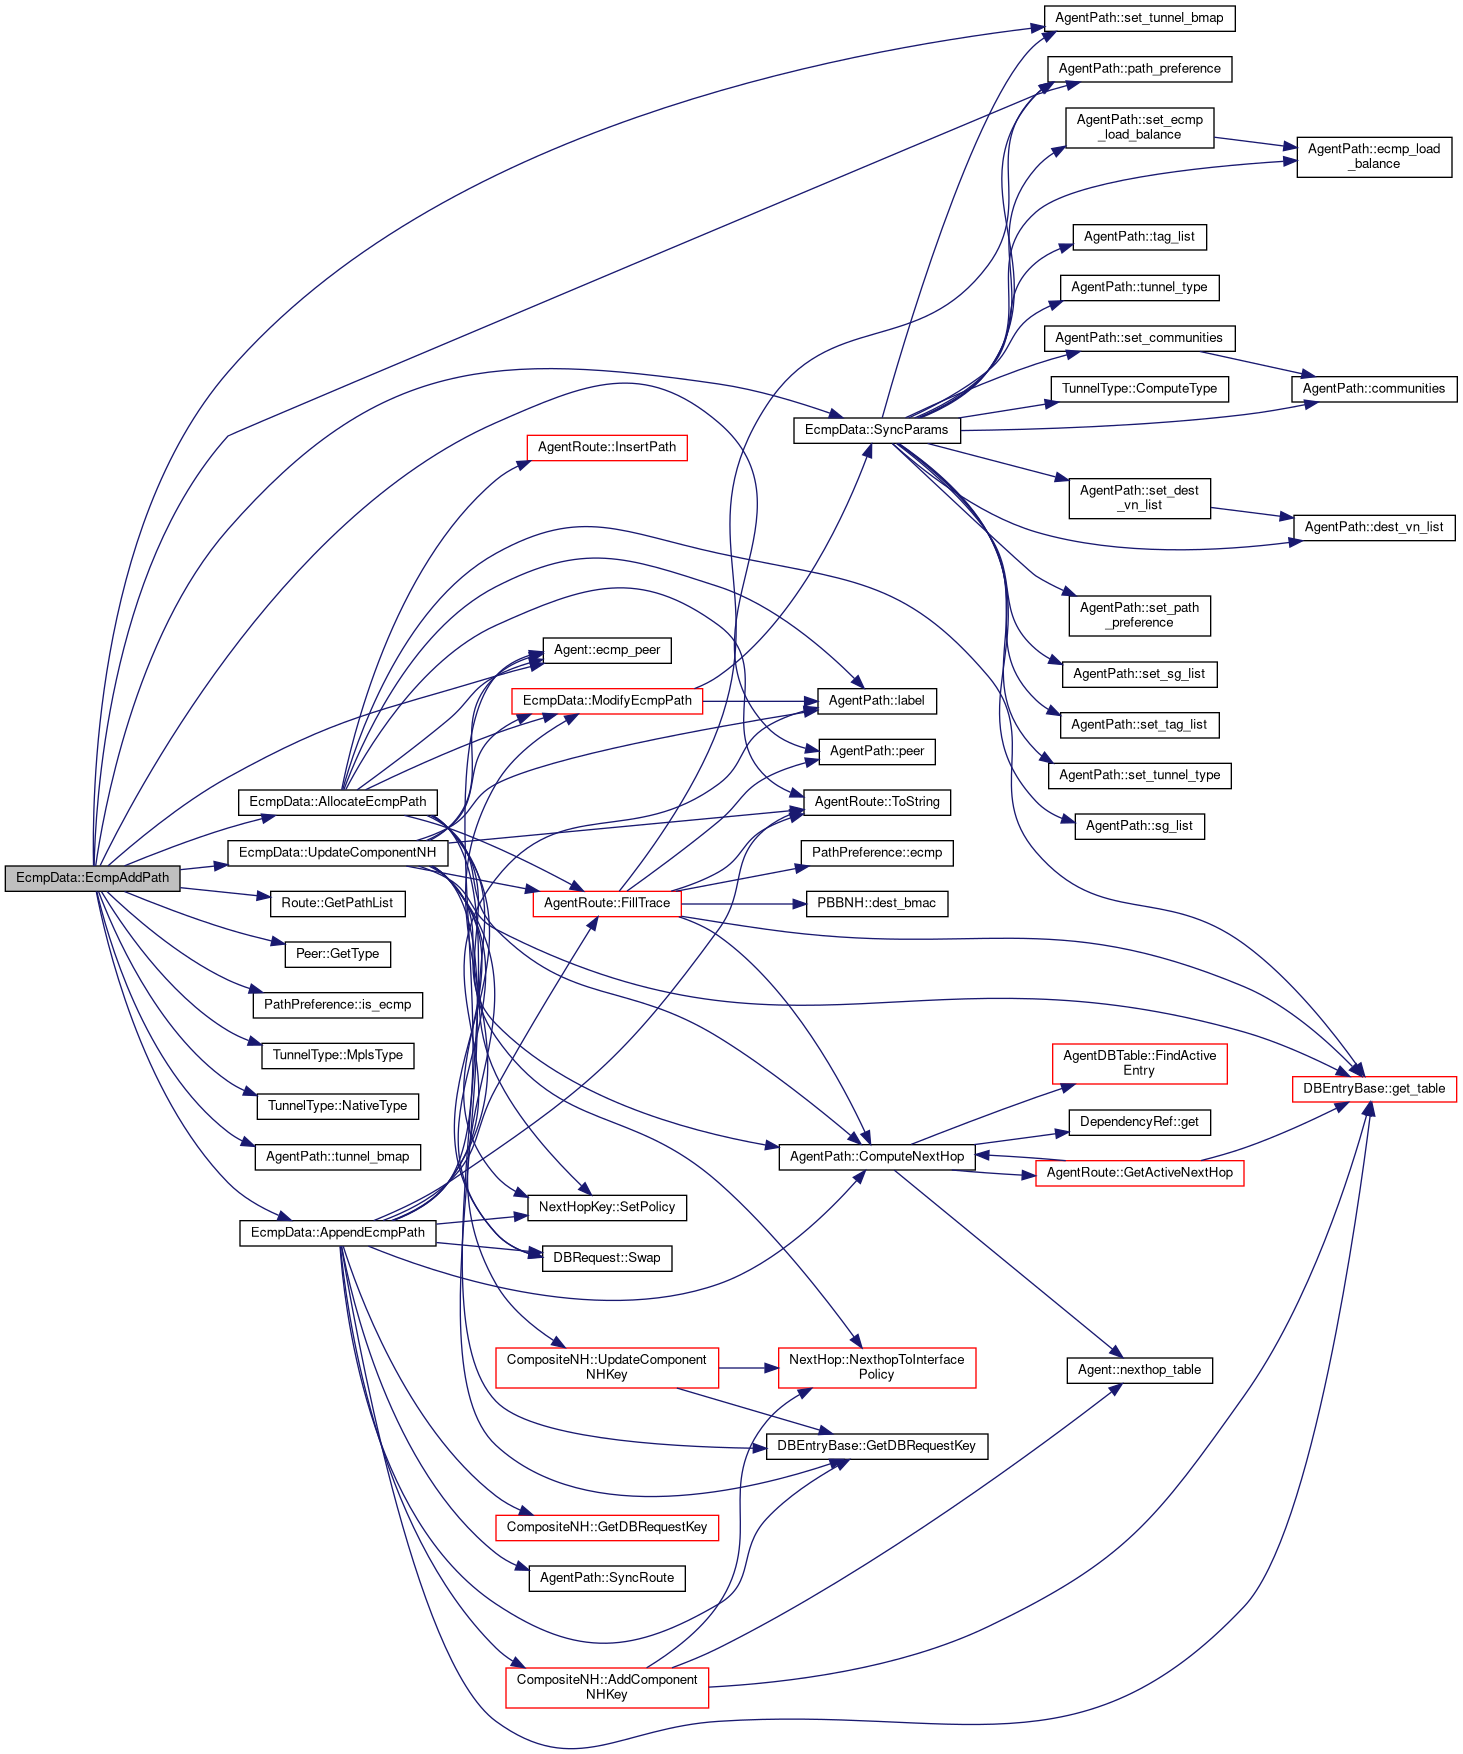 AgentPath::set_tunnel_bmap
AgentPath::path_preference
AgentPath::set_ecmp
_load_balance
AgentPath::ecmp_load
_balance
AgentPath::tag_list
AgentPath::tunnel_type
AgentPath::set_communities
TunnelType::ComputeType
AgentPath::communities
EcmpData::SyncParams
AgentRoute::InsertPath
AgentPath::set_dest
_vn_list
AgentPath::dest_vn_list
AgentPath::set_path
_preference
Agent::ecmp_peer
AgentPath::set_sg_list
EcmpData::ModifyEcmpPath
AgentPath::label
AgentPath::set_tag_list
AgentPath::peer
AgentPath::set_tunnel_type
EcmpData::AllocateEcmpPath
AgentRoute::ToString
AgentPath::sg_list
EcmpData::UpdateComponentNH
PathPreference::ecmp
EcmpData::EcmpAddPath
Route::GetPathList
AgentRoute::FillTrace
PBBNH::dest_bmac
Peer::GetType
PathPreference::is_ecmp
TunnelType::MplsType
AgentDBTable::FindActive
Entry
DBEntryBase::get_table
TunnelType::NativeType
DependencyRef::get
AgentPath::tunnel_bmap
AgentPath::ComputeNextHop
AgentRoute::GetActiveNextHop
NextHopKey::SetPolicy
EcmpData::AppendEcmpPath
DBRequest::Swap
CompositeNH::UpdateComponent
NHKey
NextHop::NexthopToInterface
Policy
Agent::nexthop_table
DBEntryBase::GetDBRequestKey
CompositeNH::GetDBRequestKey
AgentPath::SyncRoute
CompositeNH::AddComponent
NHKey